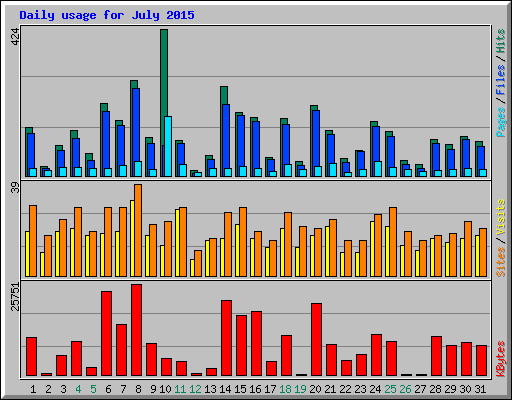 Daily usage for July 2015
424
Pages / Files / Hits
39
Sites / Visits
25751
KBytes
1 2 3 4 5 6 7 8 9 10 11 12 13 14 15 16 17 18 19 20 21 22 23 24 25 26 27 28 29 30 31